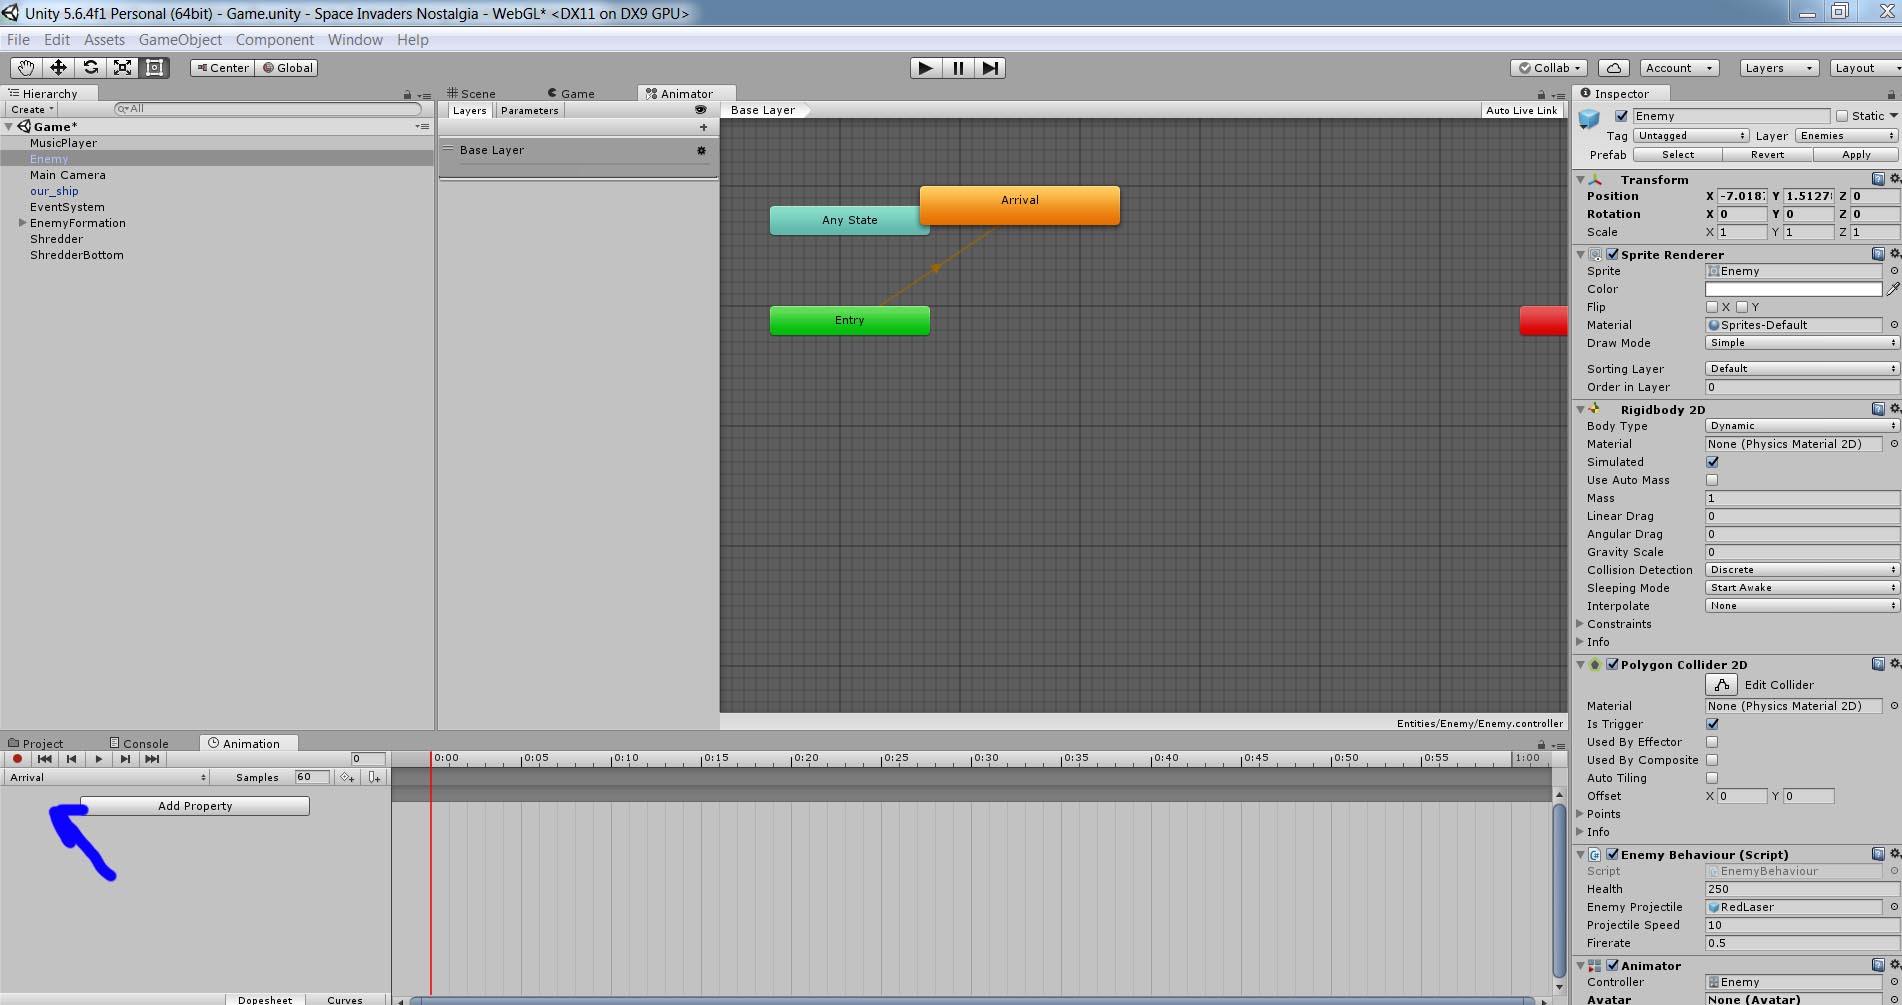 Unity 5.6.4f1 Personal (64bit) - Game.unity - Space Invaders Nostalgia - WebGL* <DX11 on DX9 GPU>
File Edit Assets GameObject Component Window Help
Center Global Collab Account Layers Layout
Hierarchy
Create All
Game*
MusicPlayer
Enemy
Main Camera
our_ship
EventSystem
EnemyFormation
Shredder
ShredderBottom
Scene Game Animator
Layers Parameters
Base Layer
Auto Live Link
Base Layer
Arrival
Any State
Entry
Entities/Enemy/Enemy.controller
Project Console Animation
0
0:00 0:05 0:10 0:15 0:20 0:25 0:30 0:35 0:40 0:45 0:50 0:55 1:00
Arrival Samples 60
Add Property
Dopesheet Curves
Inspector
Enemy Static
Tag Untagged Layer Enemies
Prefab Select Revert Apply
Transform
Position X -7.018 Y 1.5127 Z 0
Rotation X 0 Y 0 Z 0
Scale X 1 Y 1 Z 1
Sprite Renderer
Sprite Enemy
Color
Flip X Y
Material Sprites-Default
Draw Mode Simple
Sorting Layer Default
Order in Layer 0
Rigidbody 2D
Body Type Dynamic
Material None (Physics Material 2D)
Simulated
Use Auto Mass
Mass 1
Linear Drag 0
Angular Drag 0
Gravity Scale 0
Collision Detection Discrete
Sleeping Mode Start Awake
Interpolate None
Constraints
Info
Polygon Collider 2D
Edit Collider
Material None (Physics Material 2D)
Is Trigger
Used By Effector
Used By Composite
Auto Tiling
Offset X 0 Y 0
Points
Info
Enemy Behaviour (Script)
Script EnemyBehaviour
Health 250
Enemy Projectile RedLaser
Projectile Speed 10
Firerate 0.5
Animator
Controller Enemy
Avatar None (Avatar)